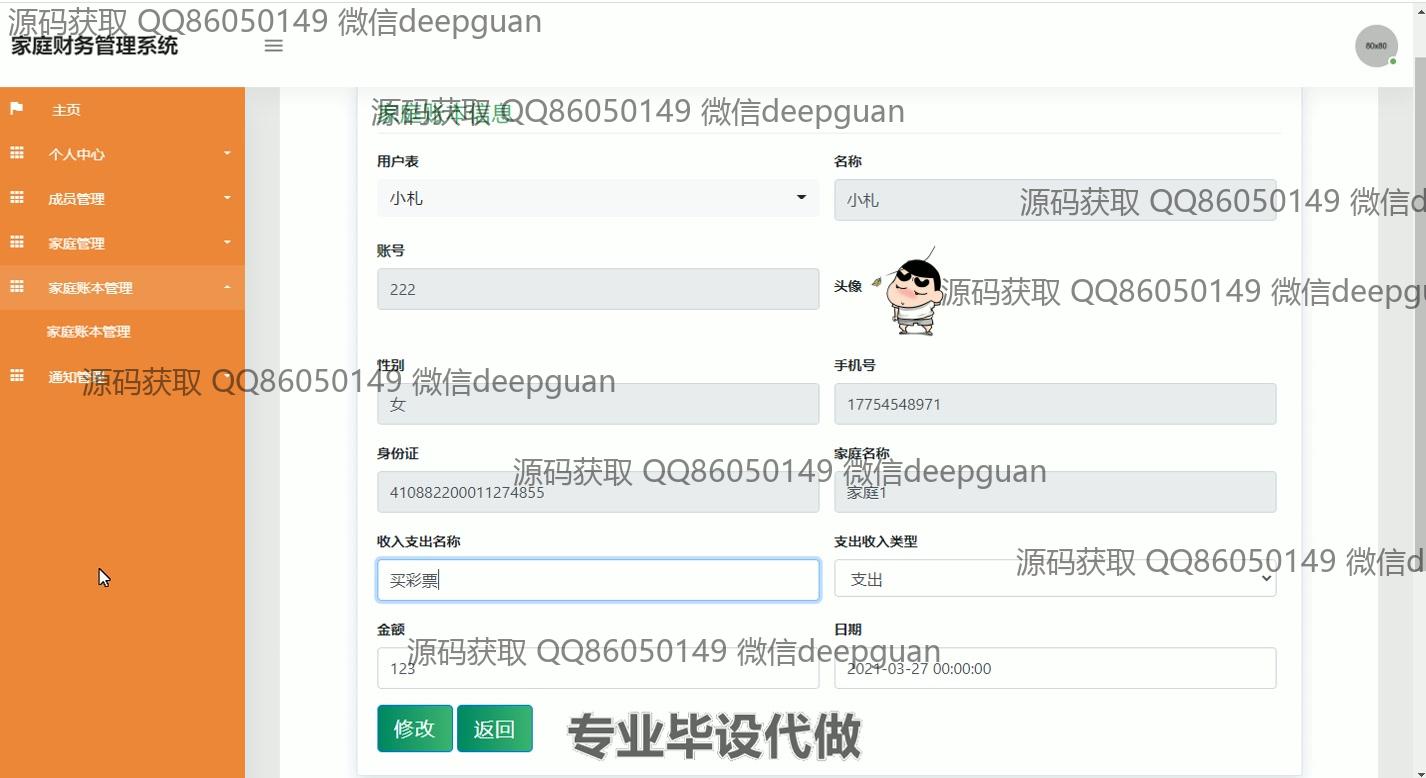 源码获取 QQ86050149 微信deepguan
家庭财务管理系统
80x80
主页
个人中心
成员管理
家庭管理
家庭账本管理
家庭账本管理
通知管理
源码获取 QQ86050149 微信deepguan
家庭账本信息
源码获取 QQ86050149 微信deepguan
用户表
名称
小札
小札
源码获取 QQ86050149 微信d
账号
222
头像
源码获取 QQ86050149 微信deepgu
性别
手机号
女
17754548971
身份证
家庭名称
源码获取 QQ86050149 微信deepguan
410882200011274855
家庭1
收入支出名称
支出收入类型
买彩票
支出
源码获取 QQ86050149 微信d
金额
日期
源码获取 QQ86050149 微信deepguan
123
2021-03-27 00:00:00
修改
返回
专业毕设代做